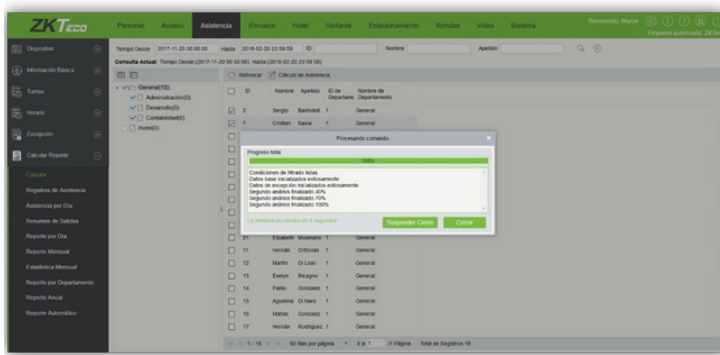 ZKTECO
Personal Acceso Asistencia Elevador Hotel Visitante Estacionamiento Rondas Video Sistema
Bienvenido, Marca
Empresa autorizada: ZKTeco
Dispositivo
Tiempo Desde 2017-11-20 00:00:00 Hasta 2018-02-20 23:59:59 ID Nombre Apellido
Consulta Actual: Tiempo Desde:(2017-11-20 00:00:00) Hasta:(2018-02-20 23:59:59)
Información Básica
Refrescar Cálculo de Asistencia
Turnos
General(18)
Administración(0)
Desarrollo(0)
Contabilidad(0)
Hotel(0)
ID Nombre Apellido ID de Departame Nombre de Departamento
Horario
2 Sergio 1 General
1 Cristian 1 General
Excepción
Calcular Reporte
Procesando comando...
Progreso total
100%
Condiciones de filtrado listas.
Datos base inicializados exitosamente.
Datos de excepción inicializados exitosamente.
Segundo análisis finalizado 40%
Segundo análisis finalizado 70%
Segundo análisis finalizado 100%
La ventana se cerrará en 4 segundos
Suspender Cierre Cerrar
Calcular
Registros de Asistencia
Asistencia por Día
Resumen de Salidas
Reporte por Día
Reporte Mensual
Estadística Mensual
Reporte por Departamento
Reporte Anual
Reporte Automático
21 Elizabeth 1 General
11 Hernán 1 General
12 Martín Di Lisio 1 General
13 Evelyn Ricagno 1 General
14 Pablo González 1 General
15 Agostina Di Naro 1 General
16 Matias Gonzalez 1 General
17 Hernán Rodriguez 1 General
1 - 18 50 filas por página Ir a 1 /1 Página Total de Registros 18